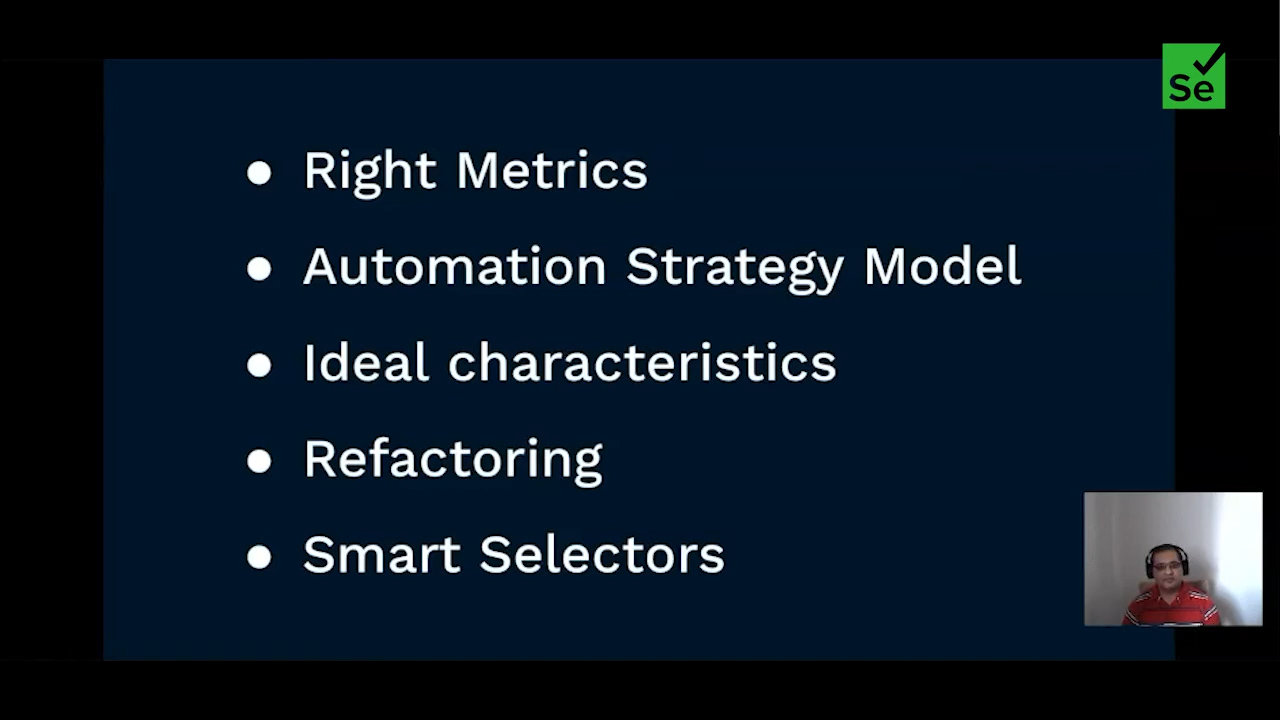 Se
● Right Metrics
● Automation Strategy Model
● Ideal characteristics
● Refactoring
● Smart Selectors